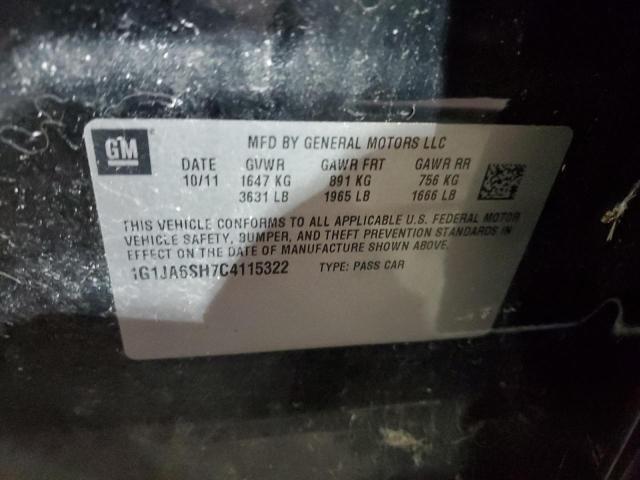 GM
MFD BY GENERAL MOTORS LLC
DATE GVWR GAWR FRT GAWR RR
10/11 1647 KG 891 KG 756 KG
3631 LB 1965 LB 1666 LB
THIS VEHICLE CONFORMS TO ALL APPLICABLE U.S. FEDERAL MOTOR
VEHICLE SAFETY, BUMPER, AND THEFT PREVENTION STANDARDS IN
EFFECT ON THE DATE OF MANUFACTURE SHOWN ABOVE.
1G1JA6SH7C4115322 TYPE: PASS CAR